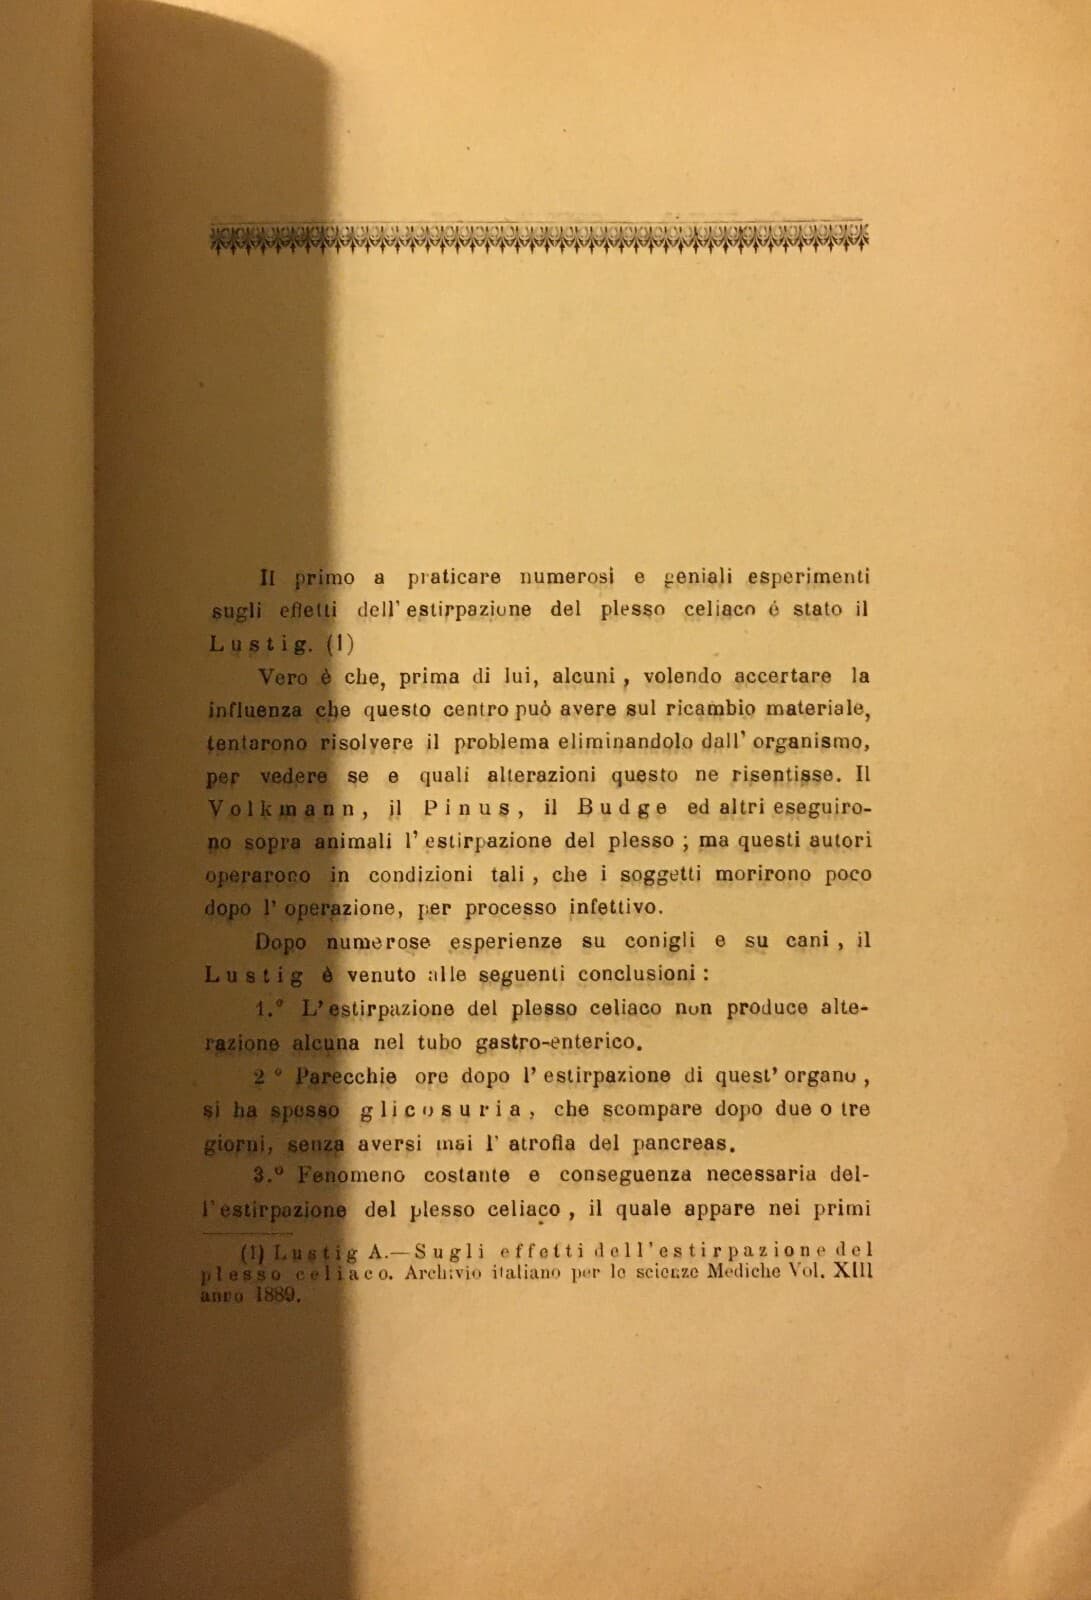 Il primo a praticare numerosi e geniali esperimenti
sugli effetti dell' estirpazione del plesso celiaco é stato il
Lustig. (1)
Vero è che, prima di lui, alcuni , volendo accertare la
influenza che questo centro può avere sul ricambio materiale,
tentarono risolvere il problema eliminandolo dall' organismo,
per vedere se e quali alterazioni questo ne risentisse. Il
Volkmann, il Pinus, il Budge ed altri eseguiro-
no sopra animali l' estirpazione del plesso ; ma questi autori
operarono in condizioni tali , che i soggetti morirono poco
dopo l' operazione, per processo infettivo.
Dopo numerose esperienze su conigli e su cani , il
Lustig è venuto alle seguenti conclusioni :
1.° L' estirpazione del plesso celiaco non produce alte-
razione alcuna nel tubo gastro-enterico.
2 ° Parecchie ore dopo l' estirpazione di quest' organo ,
si ha spesso glicosuria, che scompare dopo due o tre
giorni, senza aversi mai l' atrofia del pancreas.
3.° Fenomeno costante e conseguenza necessaria del-
l'estirpazione del plesso celiaco , il quale appare nei primi
(1) Lustig A.—Sugli effetti dell'estirpazione del
plesso celiaco. Archivio italiano per le scienze Mediche Vol. XIII
anno 1889.